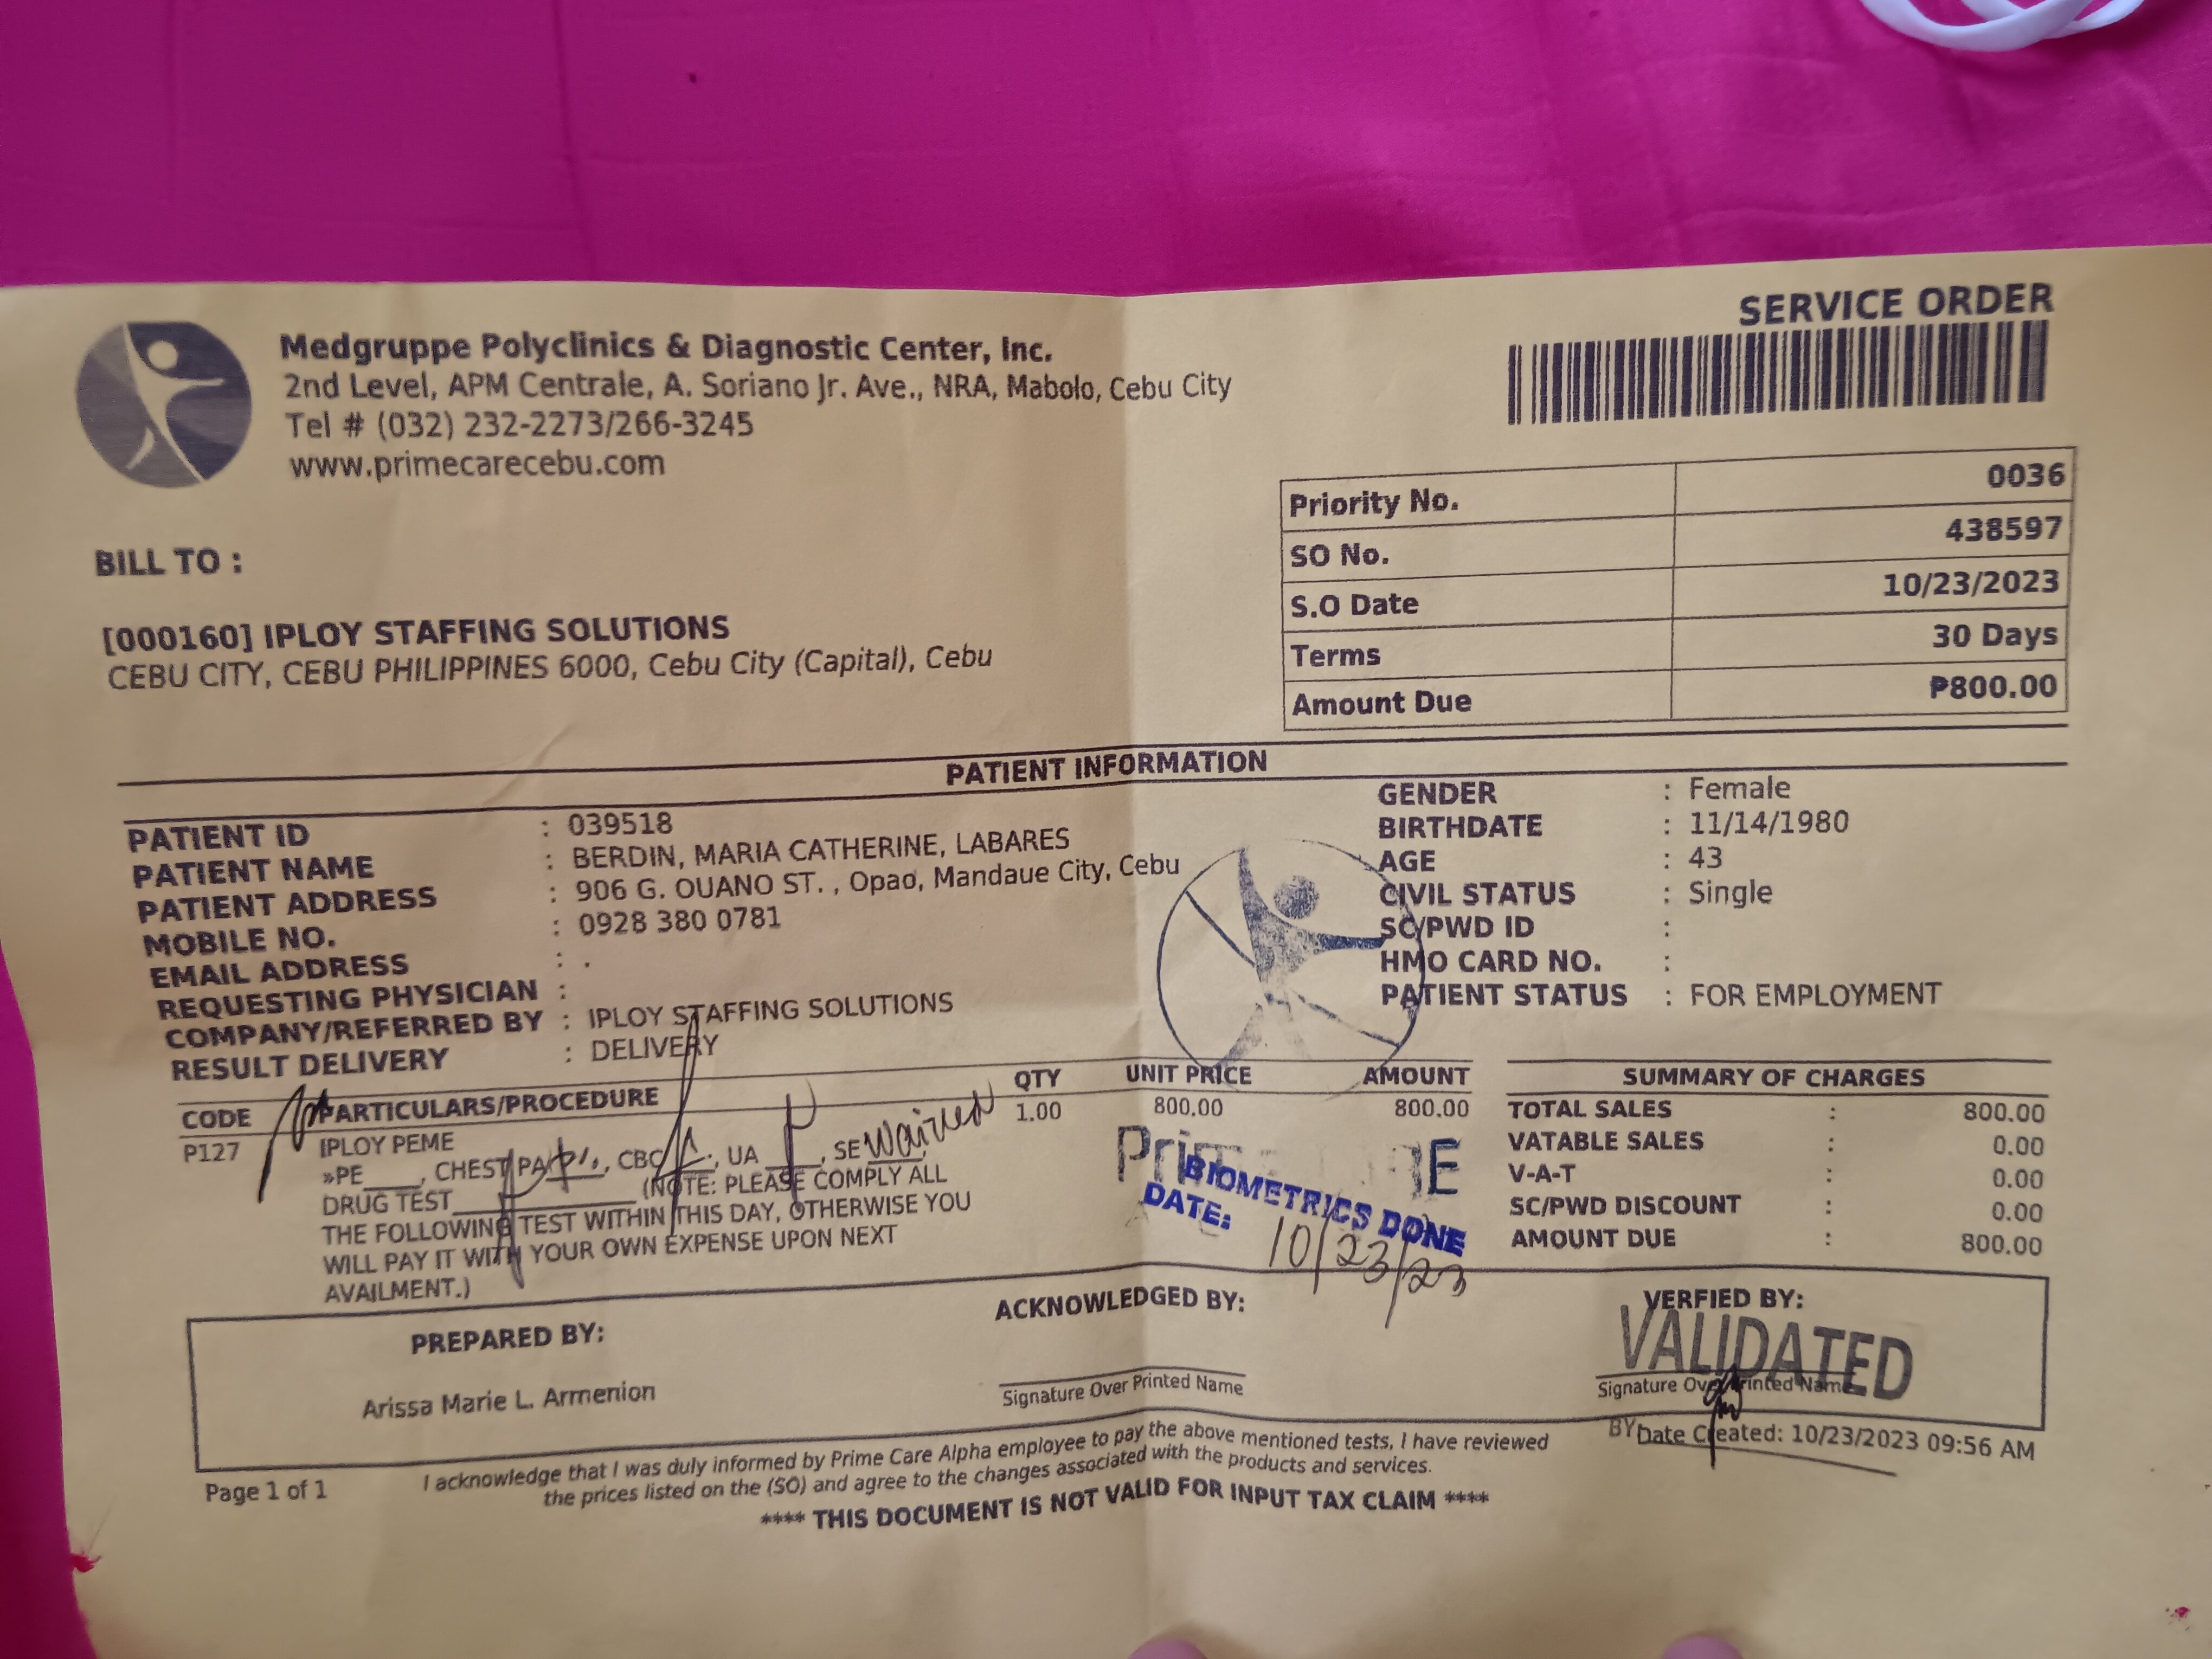 SERVICE ORDER
Medgruppe Polyclinics & Diagnostic Center, Inc.
2nd Level, APM Centrale, A. Soriano Jr. Ave., NRA, Mabolo, Cebu City
Tel # (032) 232-2273/266-3245
www.primecarecebu.com
Priority No. 0036
SO No. 438597
S.O Date 10/23/2023
Terms 30 Days
Amount Due ₱800.00
BILL TO :
[000160] IPLOY STAFFING SOLUTIONS
CEBU CITY, CEBU PHILIPPINES 6000, Cebu City (Capital), Cebu
PATIENT INFORMATION
PATIENT ID : 039518
PATIENT NAME : BERDIN, MARIA CATHERINE, LABARES
PATIENT ADDRESS : 906 G. OUANO ST. , Opao, Mandaue City, Cebu
MOBILE NO. : 0928 380 0781
EMAIL ADDRESS : .
REQUESTING PHYSICIAN :
COMPANY/REFERRED BY : IPLOY STAFFING SOLUTIONS
RESULT DELIVERY : DELIVERY
GENDER : Female
BIRTHDATE : 11/14/1980
AGE : 43
CIVIL STATUS : Single
SC/PWD ID :
HMO CARD NO. :
PATIENT STATUS : FOR EMPLOYMENT
CODE PARTICULARS/PROCEDURE QTY UNIT PRICE AMOUNT
P127 IPLOY PEME 1.00 800.00 800.00
»PE____, CHEST PA____, CBC____, UA____, SE Waived
DRUG TEST____________ (NOTE: PLEASE COMPLY ALL
THE FOLLOWING TEST WITHIN THIS DAY, OTHERWISE YOU
WILL PAY IT WITH YOUR OWN EXPENSE UPON NEXT
AVAILMENT.)
BIOMETRICS DONE
DATE: 10/23/23
SUMMARY OF CHARGES
TOTAL SALES : 800.00
VATABLE SALES : 0.00
V-A-T : 0.00
SC/PWD DISCOUNT : 0.00
AMOUNT DUE : 800.00
PREPARED BY:
Arissa Marie L. Armenion
ACKNOWLEDGED BY:
Signature Over Printed Name
VERFIED BY:
VALIDATED
Signature Over Printed Name
BY
Date Created: 10/23/2023 09:56 AM
Page 1 of 1
I acknowledge that I was duly informed by Prime Care Alpha employee to pay the above mentioned tests, I have reviewed
the prices listed on the (SO) and agree to the changes associated with the products and services.
**** THIS DOCUMENT IS NOT VALID FOR INPUT TAX CLAIM ****